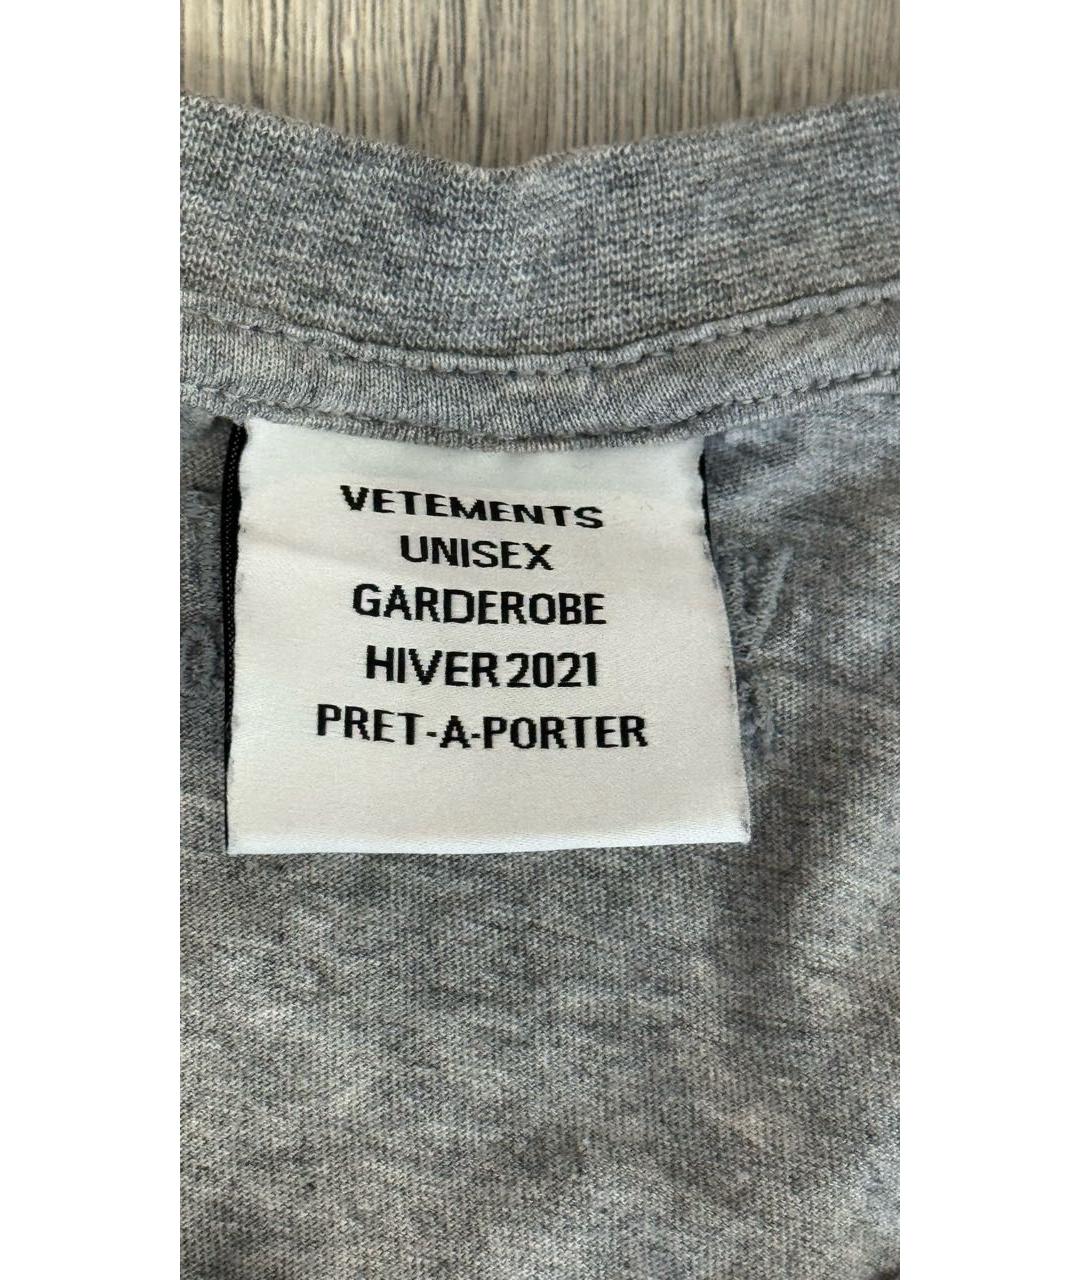 VETEMENTS
UNISEX
GARDEROBE
HIVER 2021
PRET-A-PORTER